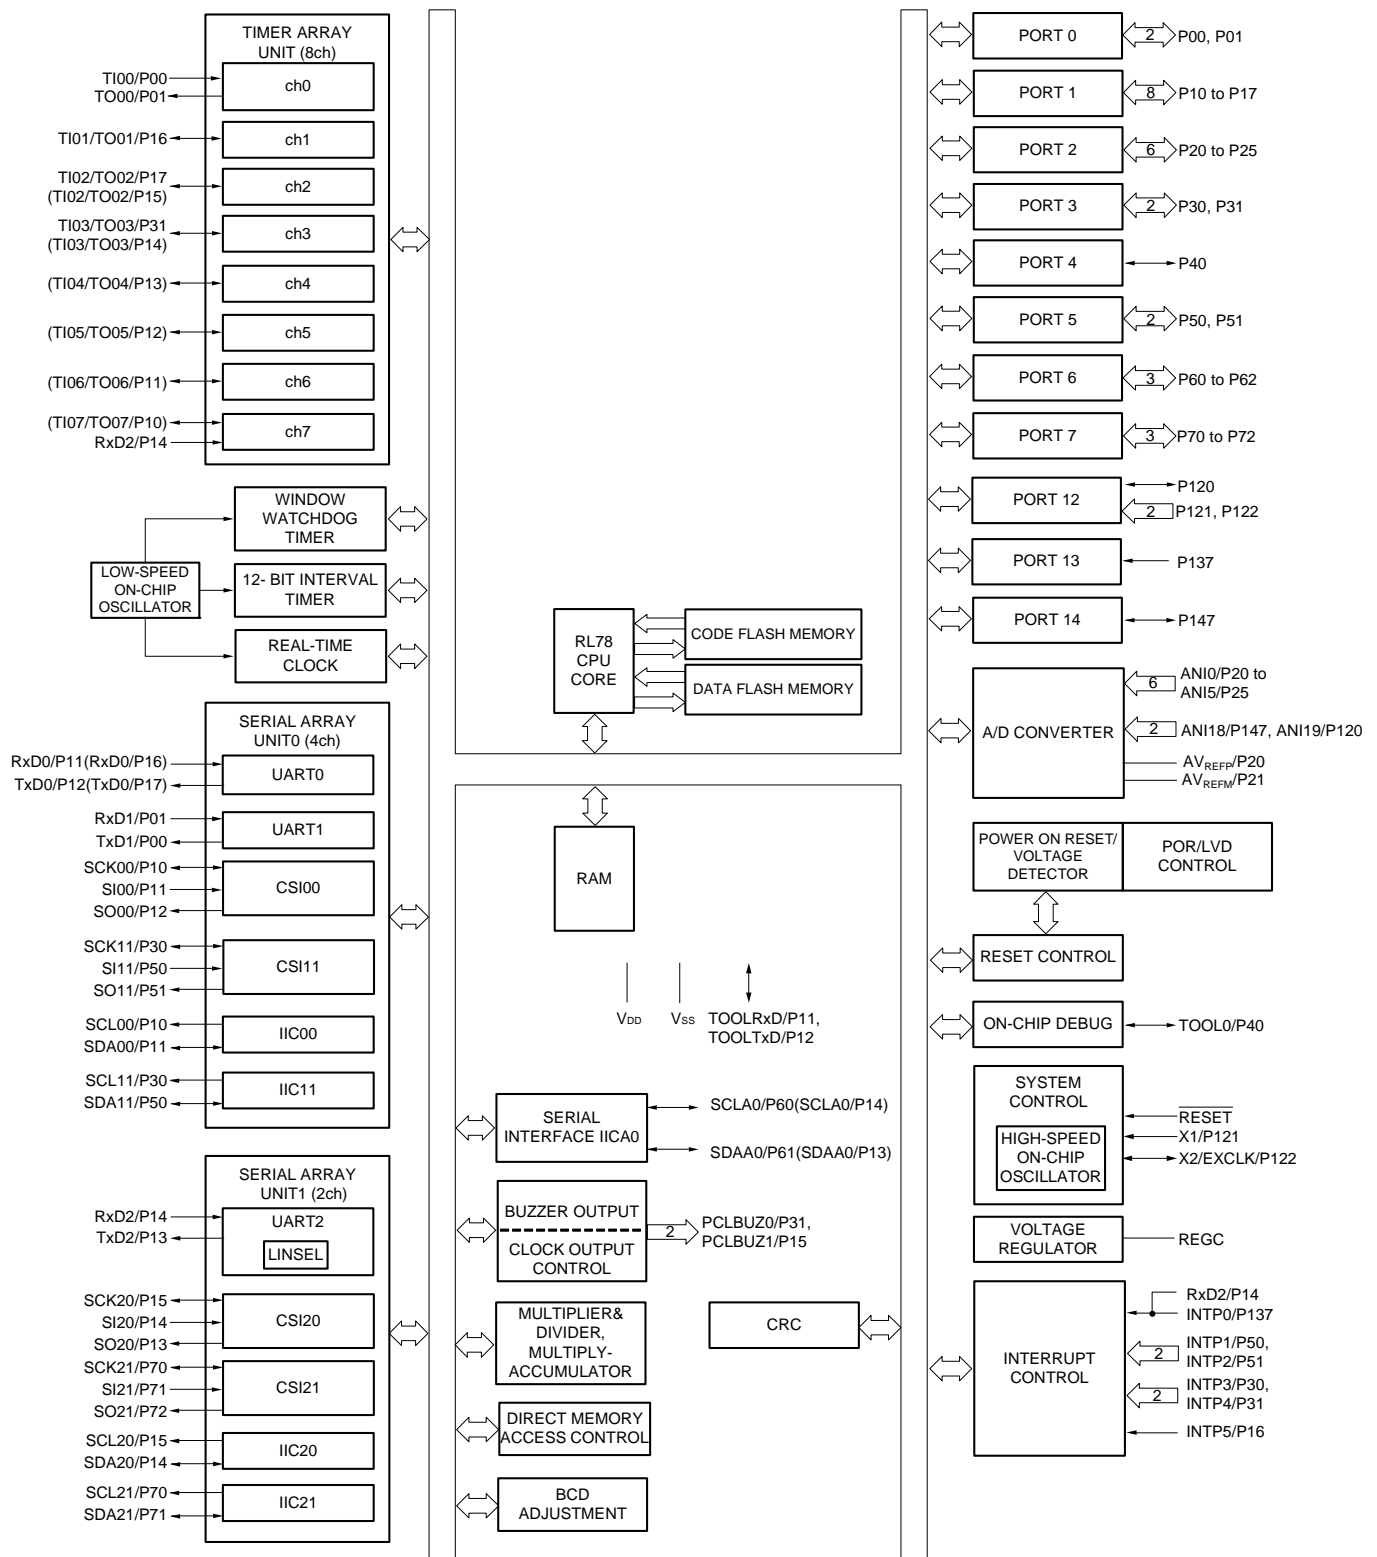 TIMER ARRAY
UNIT (8ch)
TI00/P00
TO00/P01
ch0
TI01/TO01/P16
ch1
TI02/TO02/P17
(TI02/TO02/P15)
ch2
TI03/TO03/P31
(TI03/TO03/P14)
ch3
(TI04/TO04/P13)
ch4
(TI05/TO05/P12)
ch5
(TI06/TO06/P11)
ch6
(TI07/TO07/P10)
RxD2/P14
ch7
WINDOW
WATCHDOG
TIMER
LOW-SPEED
ON-CHIP
OSCILLATOR
12- BIT INTERVAL
TIMER
REAL-TIME
CLOCK
SERIAL ARRAY
UNIT0 (4ch)
RxD0/P11(RxD0/P16)
TxD0/P12(TxD0/P17)
UART0
RxD1/P01
TxD1/P00
UART1
SCK00/P10
SI00/P11
SO00/P12
CSI00
SCK11/P30
SI11/P50
SO11/P51
CSI11
SCL00/P10
SDA00/P11
IIC00
SCL11/P30
SDA11/P50
IIC11
SERIAL ARRAY
UNIT1 (2ch)
RxD2/P14
TxD2/P13
UART2
LINSEL
SCK20/P15
SI20/P14
SO20/P13
CSI20
SCK21/P70
SI21/P71
SO21/P72
CSI21
SCL20/P15
SDA20/P14
IIC20
SCL21/P70
SDA21/P71
IIC21
RL78
CPU
CORE
CODE FLASH MEMORY
DATA FLASH MEMORY
RAM
VDD
VSS
TOOLRxD/P11,
TOOLTxD/P12
SERIAL
INTERFACE IICA0
SCLA0/P60(SCLA0/P14)
SDAA0/P61(SDAA0/P13)
BUZZER OUTPUT
CLOCK OUTPUT
CONTROL
2
PCLBUZ0/P31,
PCLBUZ1/P15
MULTIPLIER&
DIVIDER,
MULTIPLY-
ACCUMULATOR
CRC
DIRECT MEMORY
ACCESS CONTROL
BCD
ADJUSTMENT
PORT 0
2
P00, P01
PORT 1
8
P10 to P17
PORT 2
6
P20 to P25
PORT 3
2
P30, P31
PORT 4
P40
PORT 5
2
P50, P51
PORT 6
3
P60 to P62
PORT 7
3
P70 to P72
PORT 12
P120
2
P121, P122
PORT 13
P137
PORT 14
P147
A/D CONVERTER
6
ANI0/P20 to
ANI5/P25
2
ANI18/P147, ANI19/P120
AVREFP/P20
AVREFM/P21
POWER ON RESET/
VOLTAGE
DETECTOR
POR/LVD
CONTROL
RESET CONTROL
ON-CHIP DEBUG
TOOL0/P40
SYSTEM
CONTROL
HIGH-SPEED
ON-CHIP
OSCILLATOR
RESET
X1/P121
X2/EXCLK/P122
VOLTAGE
REGULATOR
REGC
INTERRUPT
CONTROL
RxD2/P14
INTP0/P137
2
INTP1/P50,
INTP2/P51
2
INTP3/P30,
INTP4/P31
INTP5/P16